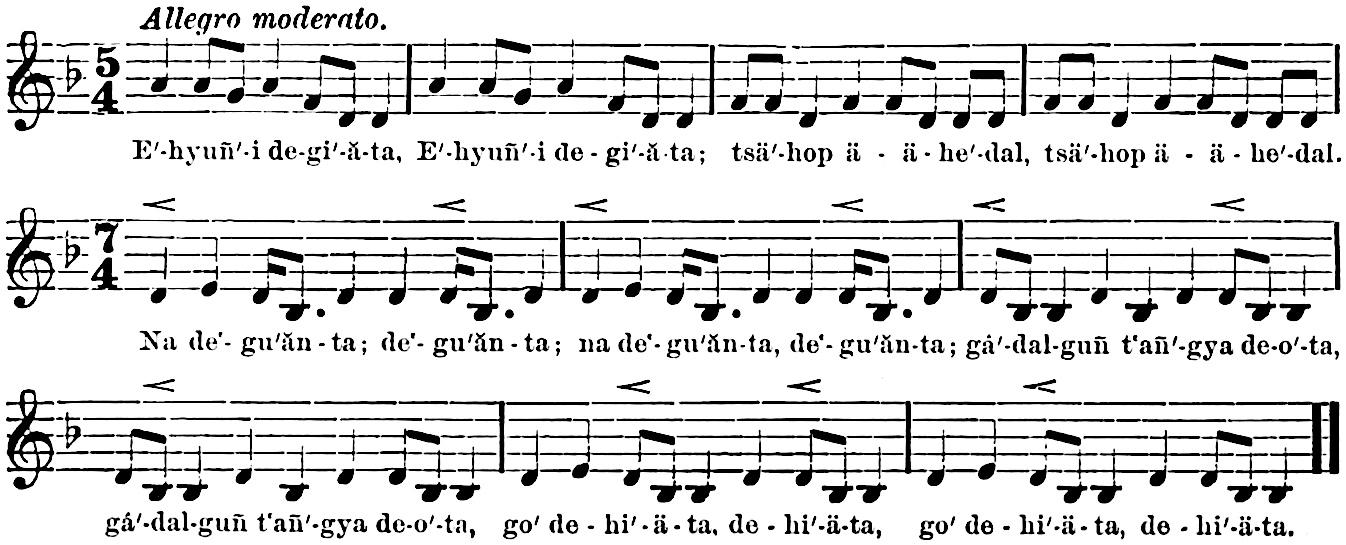 Allegro moderato.
5
4
E′-hyuñ′-i de-gi′-ă-ta, E′-hyuñ′-i de - gi′-ă-ta; tsä′-hop ä - ä-he′-dal, tsä′-hop ä - ä - he′-dal.
7
4
Na de′- gu′ăn - ta; de′- gu′ăn - ta; na de‘- gu′ăn-ta, de‘- gu′ăn-ta; gá′-dal-guñ t‘añ′-gya de-o′-ta,
gá′-dal-guñ t‘añ′-gya de-o′-ta, go′ de - hi′-ä-ta, de - hi′-ä-ta, go′ de - hi′-ä-ta, de - hi′-ä-ta.